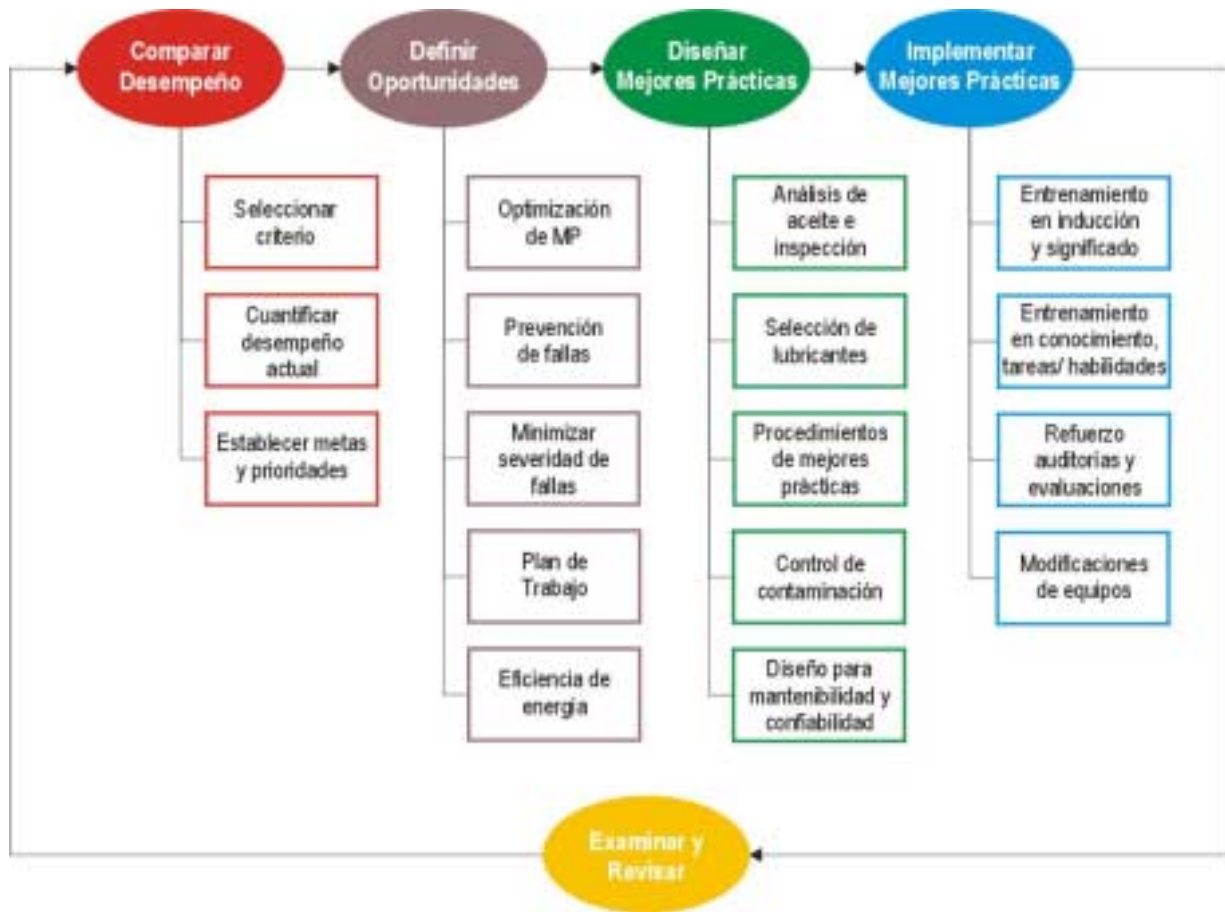 Comparar
Desempeño
Definir
Oportunidades
Diseñar
Mejores Prácticas
Implementar
Mejores Prácticas
Seleccionar
criterio
Cuantificar
desempeño
actual
Establecer metas
y prioridades
Optimización
de MP
Prevención
de fallas
Minimizar
severidad de
fallas
Plan de
Trabajo
Eficiencia de
energía
Análisis de
aceite e
inspección
Selección de
lubricantes
Procedimientos
de mejores
prácticas
Control de
contaminación
Diseño para
mantenibilidad y
confiabilidad
Entrenamiento
en inducción
y significado
Entrenamiento
en conocimiento,
tareas/ habilidades
Refuerzo
auditorias y
evaluaciones
Modificaciones
de equipos
Examinar y
Revisar